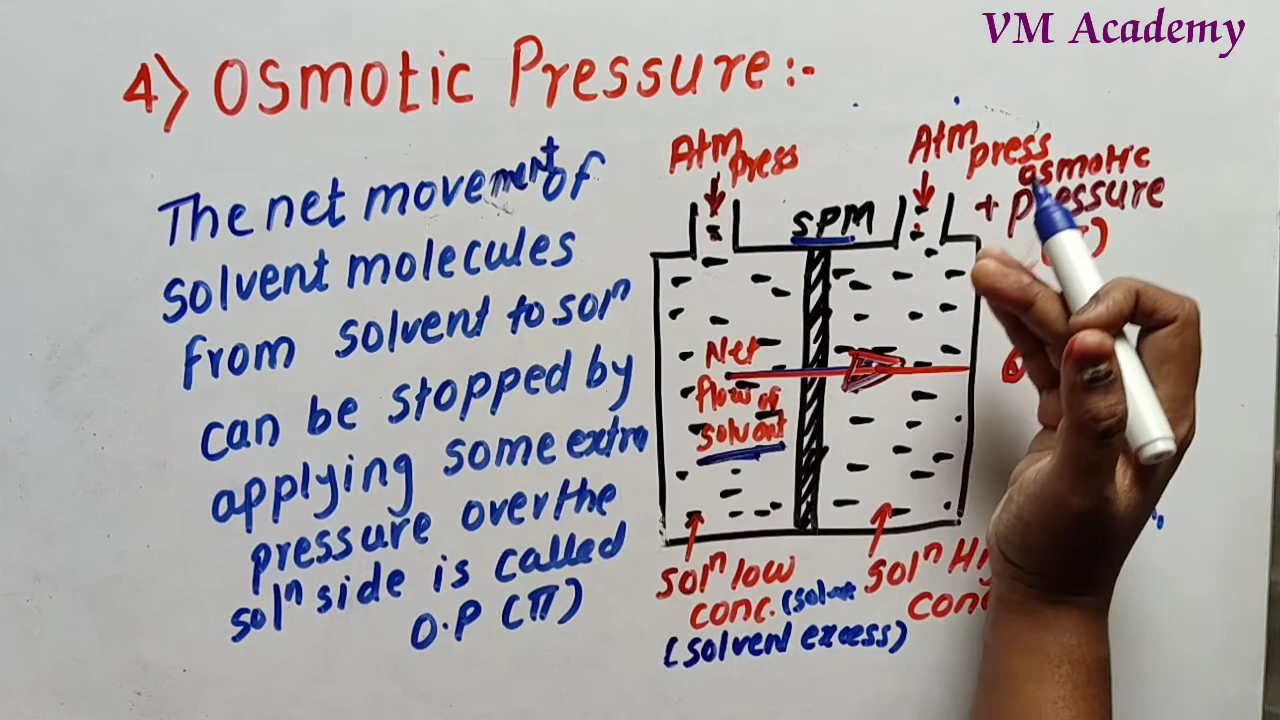 VM Academy
4) Osmotic Pressure:-
The net movement of
solvent molecules
from solvent to solⁿ
can be stopped by
applying some extra
pressure over the
solⁿ side is called
O.P (π)
Atm
press
Atm
press
osmotic
+ pressure
SPM
Net
flow of
solvent
solⁿ low
conc.
(solvent excess)
solⁿ